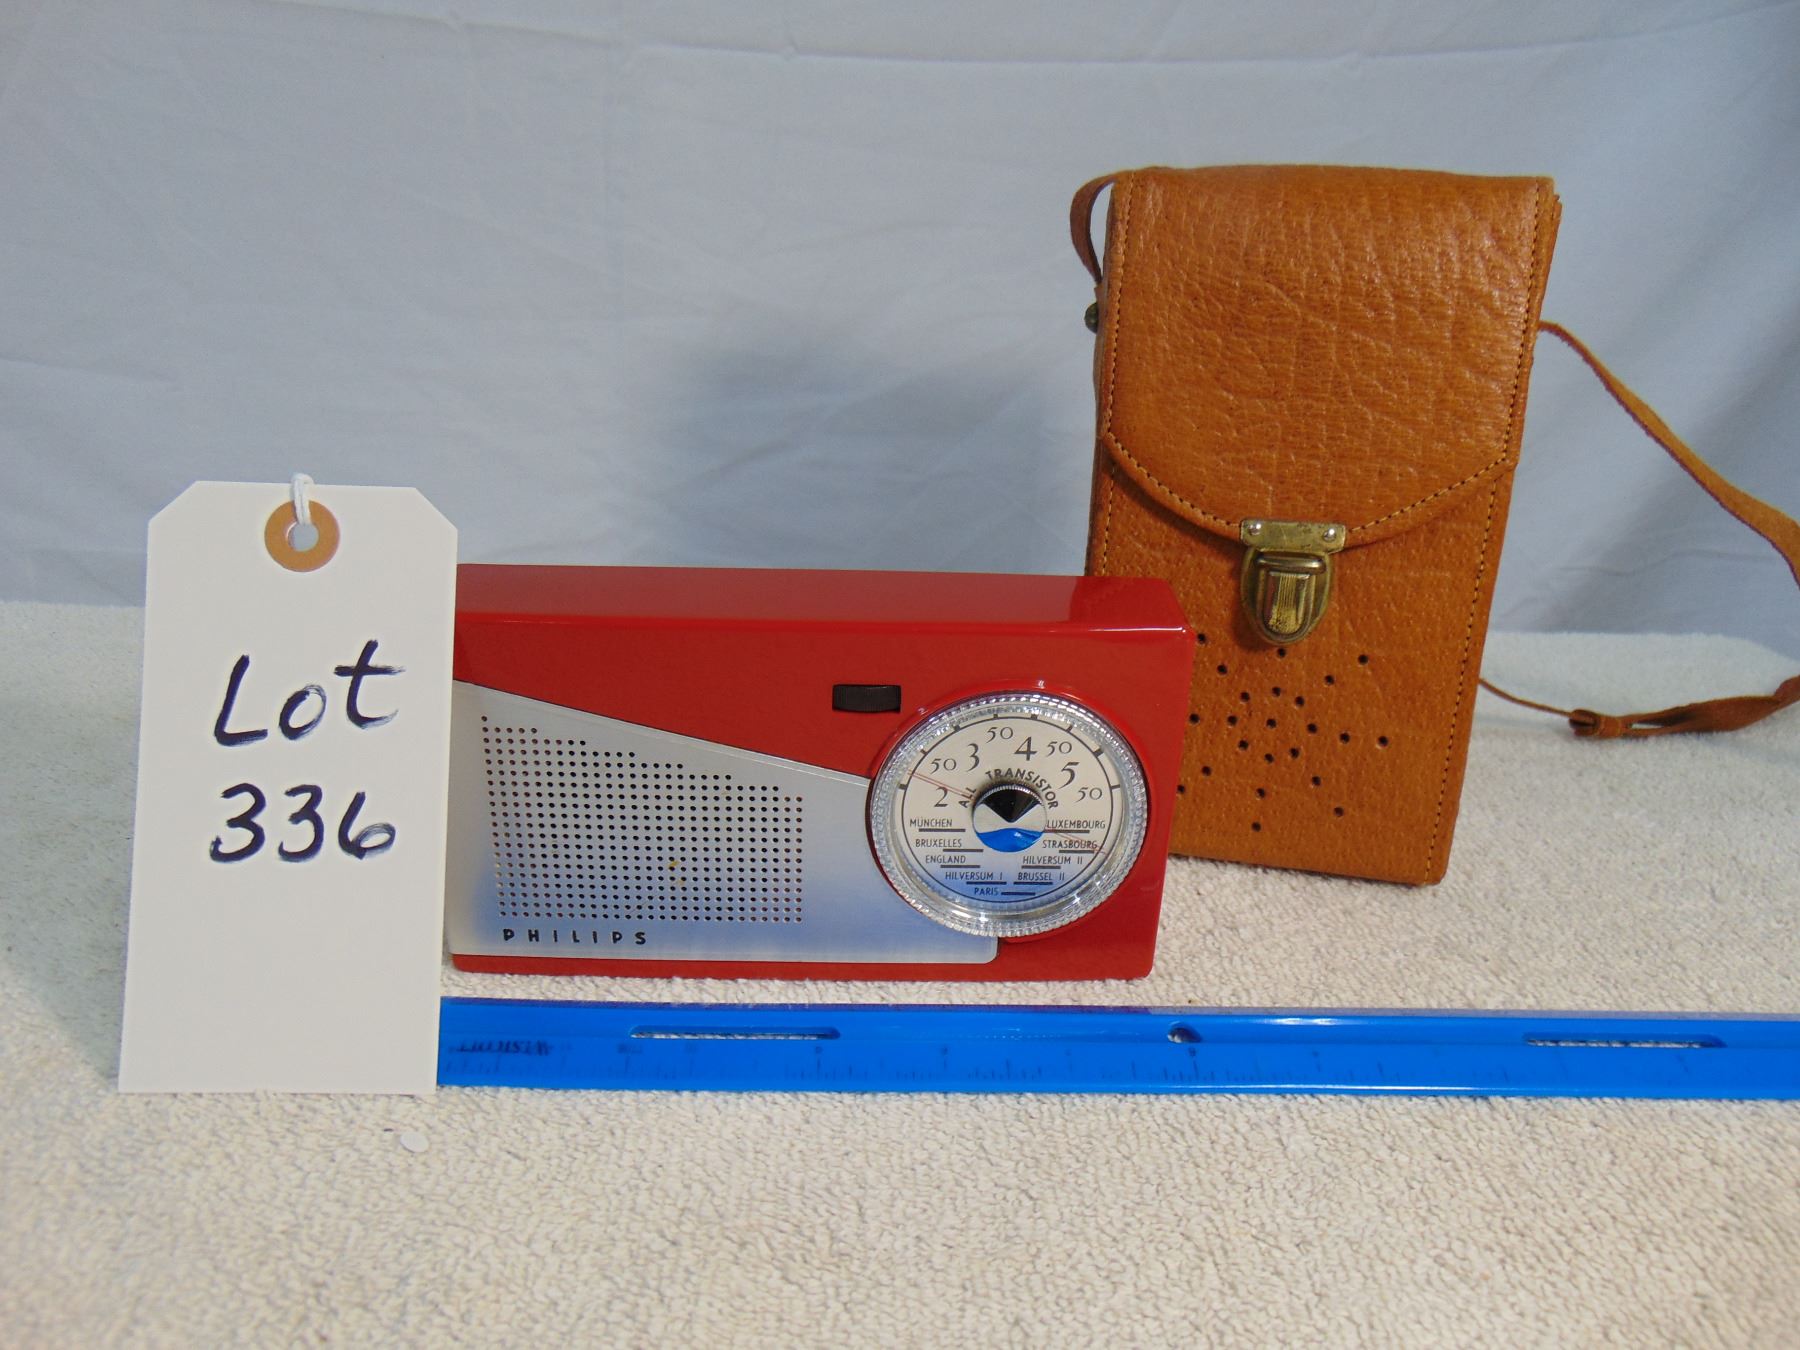 Lot
336
2 50 3 50 4 50 5 50
ALL TRANSISTOR
MÜNCHEN LUXEMBOURG
BRUXELLES STRASBOURG
ENGLAND HILVERSUM II
HILVERSUM I BRUSSEL II
PARIS
PHILIPS